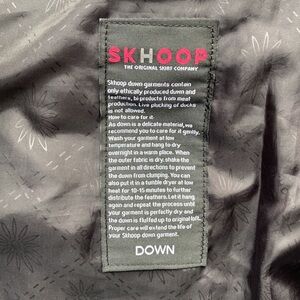 SKHOOP
THE ORIGINAL SKIRT COMPANY
Skhoop down garments contain
only ethically produced down and
feathers, bi products from meat
production. Live plucking of ducks
is not allowed.
How to care for it:
As down is a delicate material, we
recommend you to care for it gently.
Wash your garment at low
temperature and hang to dry
overnight in a warm place. When
the outer fabric is dry, shake the
garment in all directions to prevent
the down from clumping. You can
also put it in a tumble dryer at low
heat for 10-15 minutes to further
distribute the feathers. Let it hang
again and repeat the process until
your garment is perfectly dry and
the down is fluffed up to original loft.
Proper care will extend the life of
your Skhoop down garment.
DOWN